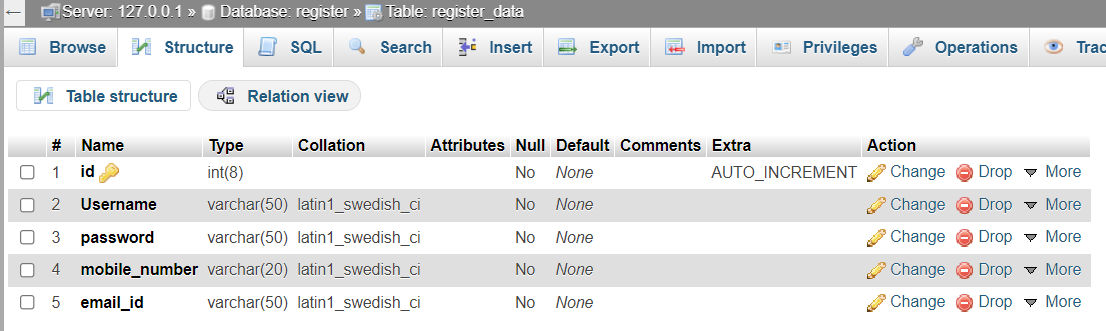 ← Server: 127.0.0.1 » Database: register » Table: register_data
Browse Structure SQL Search Insert Export Import Privileges Operations Trac
Table structure Relation view
# Name Type Collation Attributes Null Default Comments Extra Action
1 id int(8) No None AUTO_INCREMENT Change Drop More
2 Username varchar(50) latin1_swedish_ci No None Change Drop More
3 password varchar(50) latin1_swedish_ci No None Change Drop More
4 mobile_number varchar(20) latin1_swedish_ci No None Change Drop More
5 email_id varchar(50) latin1_swedish_ci No None Change Drop More